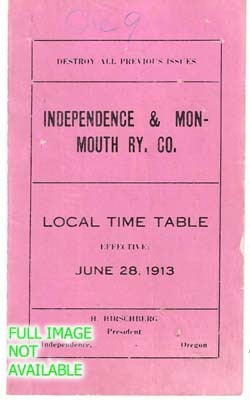 Oc9
DESTROY ALL PREVIOUS ISSUES
INDEPENDENCE & MON-
MOUTH RY. CO.
LOCAL TIME TABLE
EFFECTIVE:
JUNE 28, 1913
H. HIRSCHBERG
President
Independence, - Oregon
FULL IMAGE
NOT
AVAILABLE